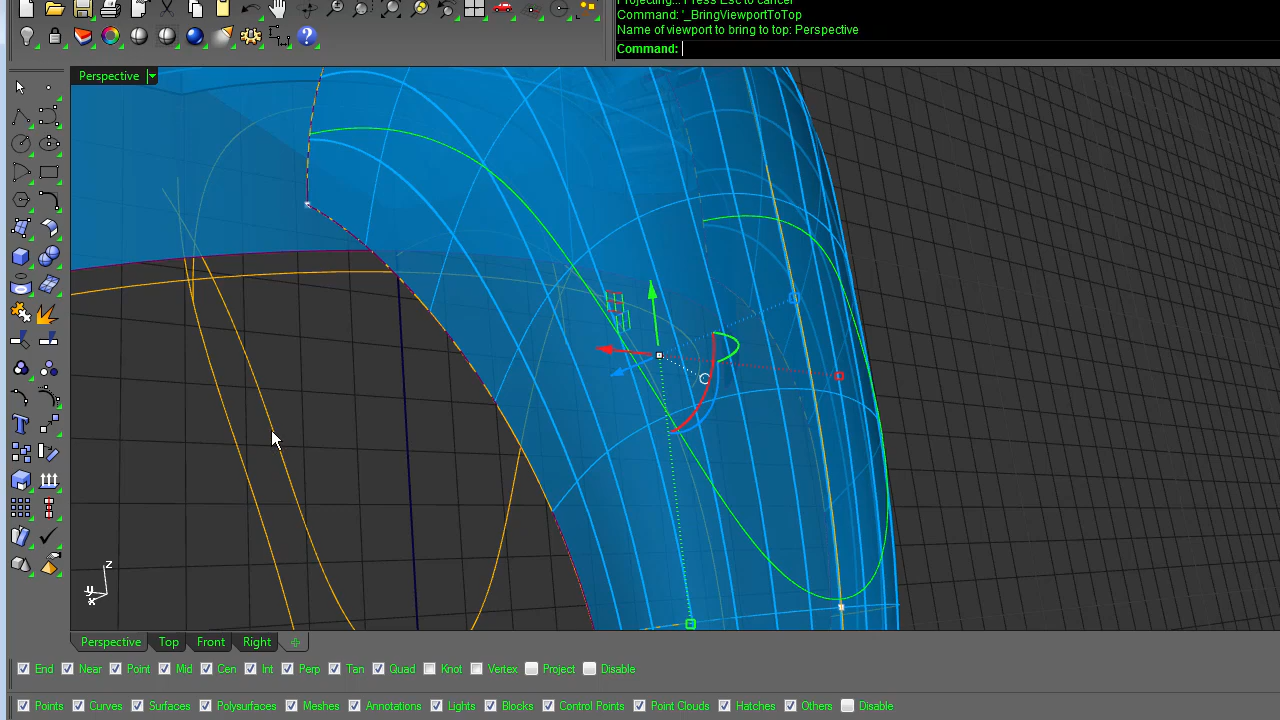 Projecting... Press Esc to cancel
Command: '_BringViewportToTop
Name of viewport to bring to top: Perspective
Command:
Perspective
z
y
x
Perspective Top Front Right
End Near Point Mid Cen Int Perp Tan Quad Knot Vertex Project Disable
Points Curves Surfaces Polysurfaces Meshes Annotations Lights Blocks Control Points Point Clouds Hatches Others Disable